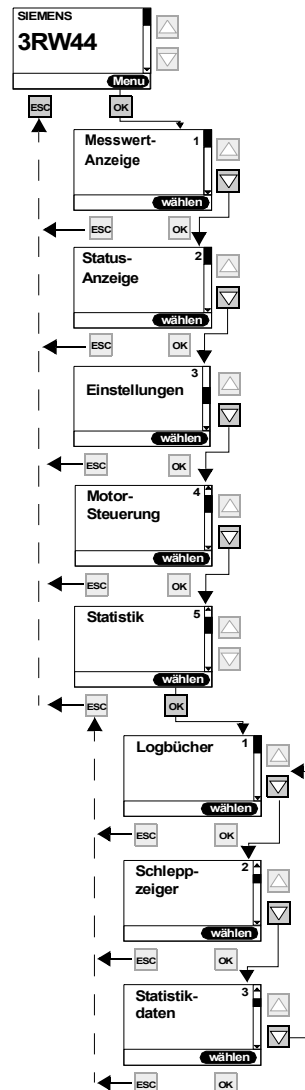 SIEMENS
3RW44
Menu
ESC
OK
Messwert-
Anzeige
1
wählen
ESC
OK
Status-
Anzeige
2
wählen
ESC
OK
Einstellungen
3
wählen
ESC
OK
Motor-
Steuerung
4
wählen
ESC
OK
Statistik
5
wählen
ESC
OK
Logbücher
1
wählen
ESC
OK
Schlepp-
zeiger
2
wählen
ESC
OK
Statistik-
daten
3
wählen
ESC
OK